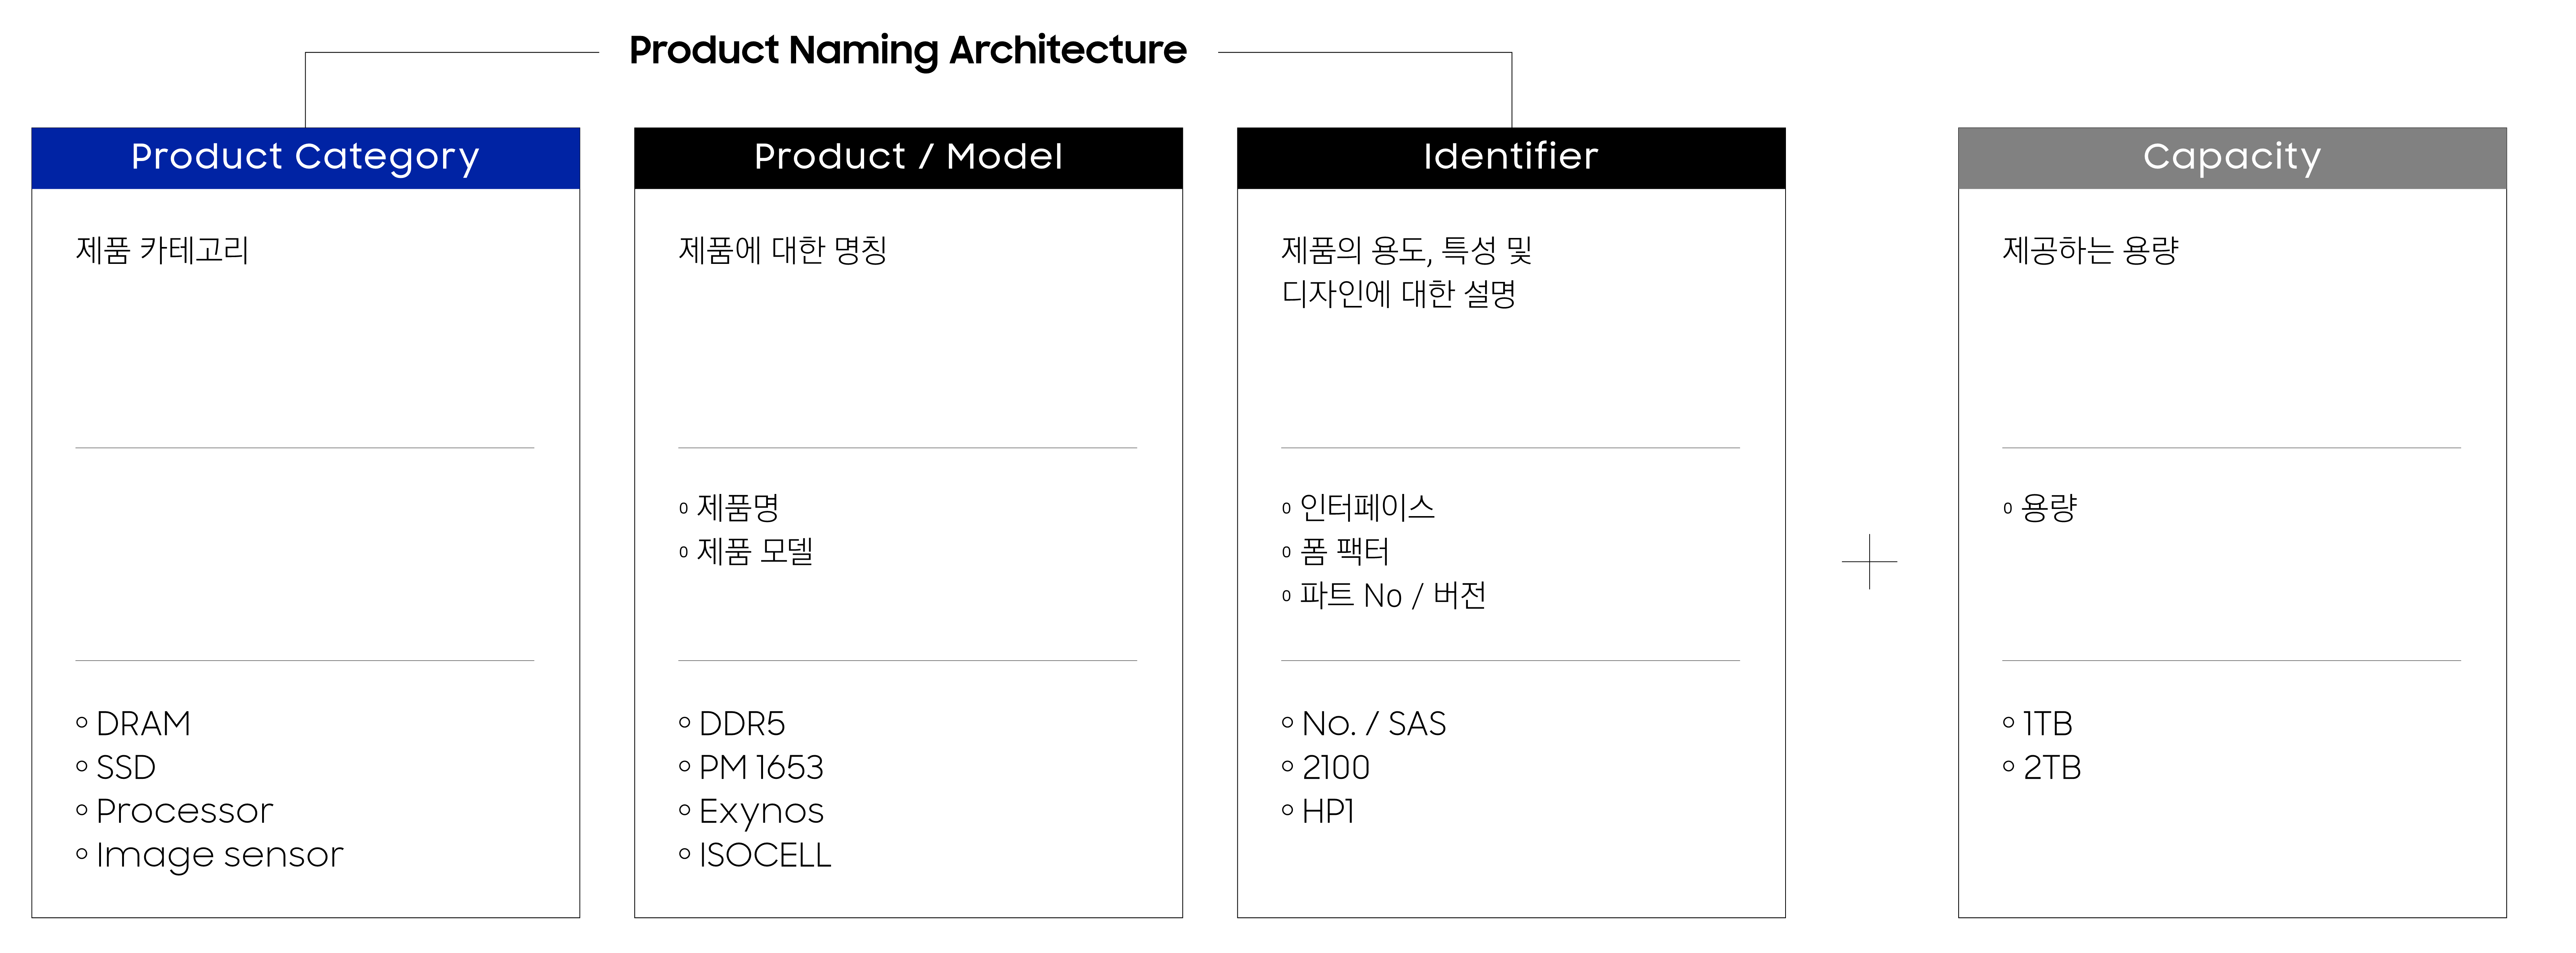 Product Naming Architecture
Product Category
제품 카테고리
◦ DRAM
◦ SSD
◦ Processor
◦ Image sensor
Product / Model
제품에 대한 명칭
◦ 제품명
◦ 제품 모델
◦ DDR5
◦ PM 1653
◦ Exynos
◦ ISOCELL
Identifier
제품의 용도, 특성 및
디자인에 대한 설명
◦ 인터페이스
◦ 폼 팩터
◦ 파트 No / 버전
◦ No. / SAS
◦ 2100
◦ HP1
+
Capacity
제공하는 용량
◦ 용량
◦ 1TB
◦ 2TB